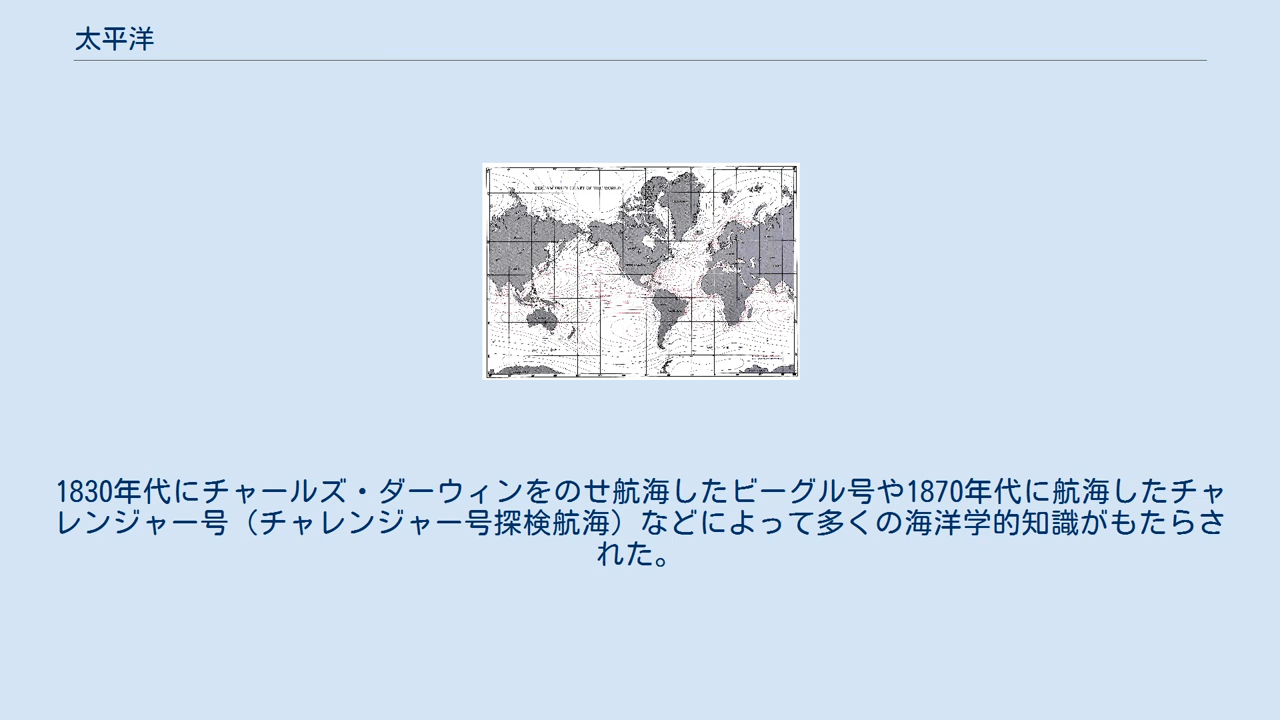 太平洋
1830年代にチャールズ・ダーウィンをのせ航海したビーグル号や1870年代に航海したチャ
レンジャー号（チャレンジャー号探検航海）などによって多くの海洋学的知識がもたらさ
れた。